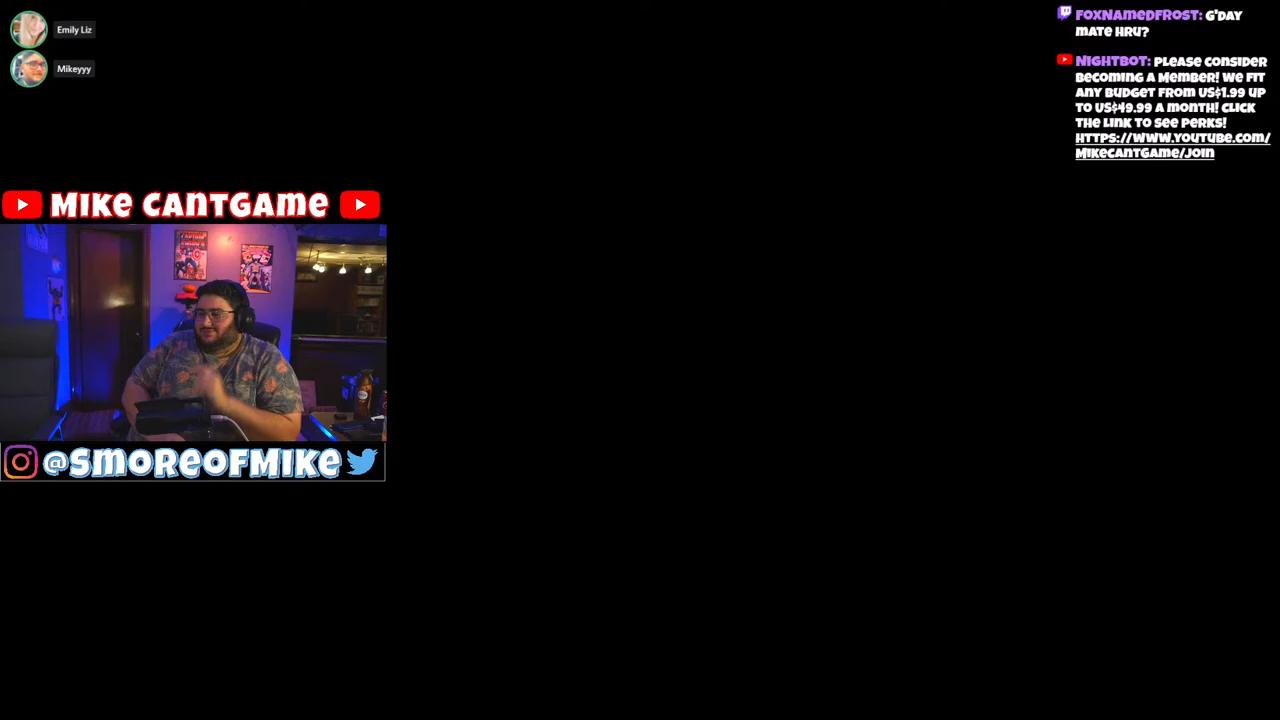 Emily Liz
Mikeyyy
FoxNamedFrost: G'day
mate hru?
Nightbot: Please consider
becoming a Member! We fit
any budget from US$1.99 up
to US$49.99 a month! Click
the link to see perks!
https://www.youtube.com/
MikeCantGame/join
Mike CantGame
@SmoreofMike